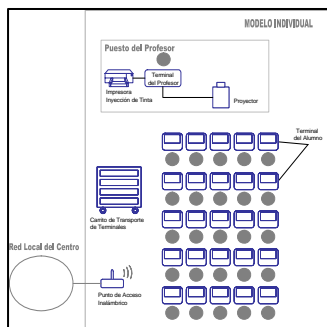 MODELO INDIVIDUAL
Puesto del Profesor
Terminal
del Profesor
Impresora
Inyección de Tinta
Proyector
Terminal
del Alumno
Carrito de Transporte
de Terminales
Red Local del Centro
Punto de Acceso
Inalámbrico